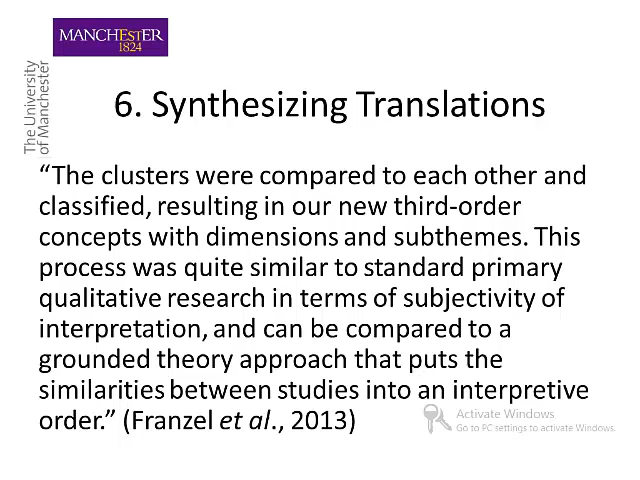 MANCHESTER
1824
The University
of Manchester
6. Synthesizing Translations
“The clusters were compared to each other and
classified, resulting in our new third-order
concepts with dimensions and subthemes. This
process was quite similar to standard primary
qualitative research in terms of subjectivity of
interpretation, and can be compared to a
grounded theory approach that puts the
similarities between studies into an interpretive
order.” (Franzel et al., 2013)
Activate Windows
Go to PC settings to activate Windows.